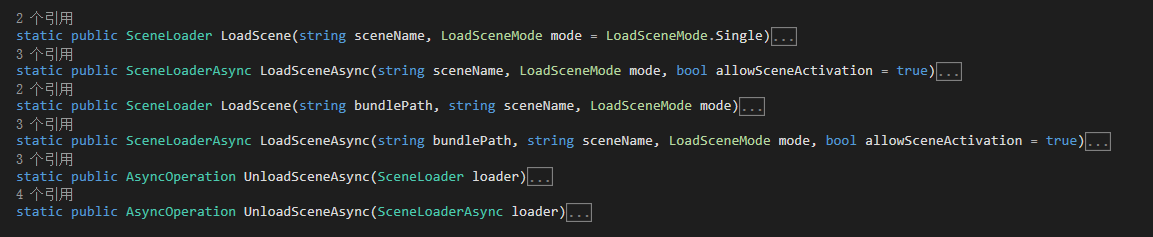 2 个引用
static public SceneLoader LoadScene(string sceneName, LoadSceneMode mode = LoadSceneMode.Single)...
3 个引用
static public SceneLoaderAsync LoadSceneAsync(string sceneName, LoadSceneMode mode, bool allowSceneActivation = true)...
2 个引用
static public SceneLoader LoadScene(string bundlePath, string sceneName, LoadSceneMode mode)...
3 个引用
static public SceneLoaderAsync LoadSceneAsync(string bundlePath, string sceneName, LoadSceneMode mode, bool allowSceneActivation = true)...
3 个引用
static public AsyncOperation UnloadSceneAsync(SceneLoader loader)...
4 个引用
static public AsyncOperation UnloadSceneAsync(SceneLoaderAsync loader)...